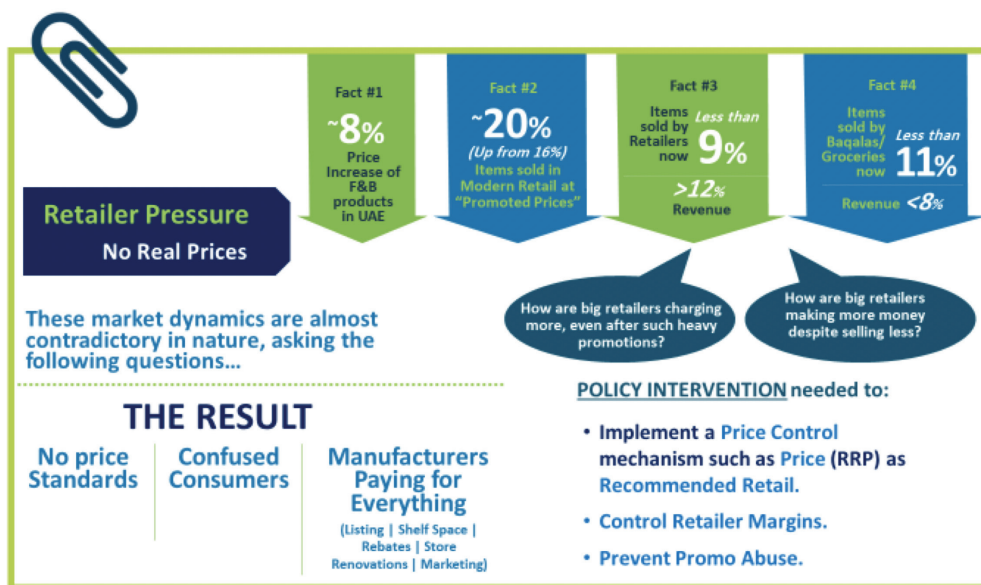 Fact #1
~8%
Price
Increase of
F&B
products
in UAE
Fact #2
~20%
(Up from 16%)
Items sold in
Modern Retail at
"Promoted Prices"
Fact #3
Items
sold by
Retailers
now
Less than
9%
>12%
Revenue
Fact #4
Items
sold by
Baqalas/
Groceries
now
Less than
11%
Revenue <8%
Retailer Pressure
No Real Prices
How are big retailers charging
more, even after such heavy
promotions?
How are big retailers
making more money
despite selling less?
These market dynamics are almost
contradictory in nature, asking the
following questions...
THE RESULT
No price
Standards
Confused
Consumers
Manufacturers
Paying for
Everything
(Listing | Shelf Space |
Rebates | Store
Renovations | Marketing)
POLICY INTERVENTION needed to:
• Implement a Price Control
mechanism such as Price (RRP) as
Recommended Retail.
• Control Retailer Margins.
• Prevent Promo Abuse.